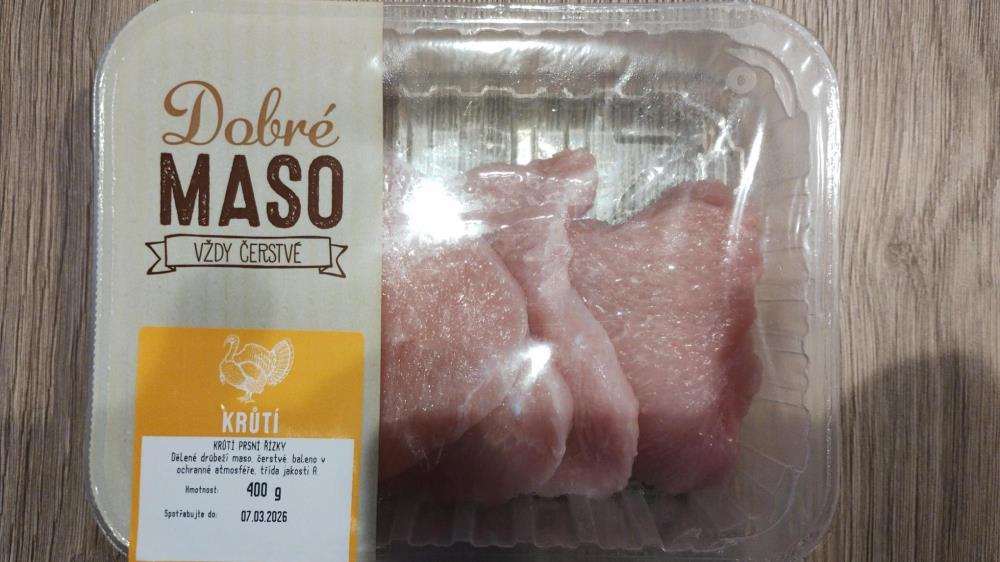 Dobré
MASO
VŽDY ČERSTVÉ
KRŮTÍ
KRŮTÍ PRSNÍ ŘÍZKY
Dělené drůbeží maso, čerstvé, baleno v
ochranné atmosféře, třída jakosti A
Hmotnost: 400 g
Spotřebujte do: 07.03.2026